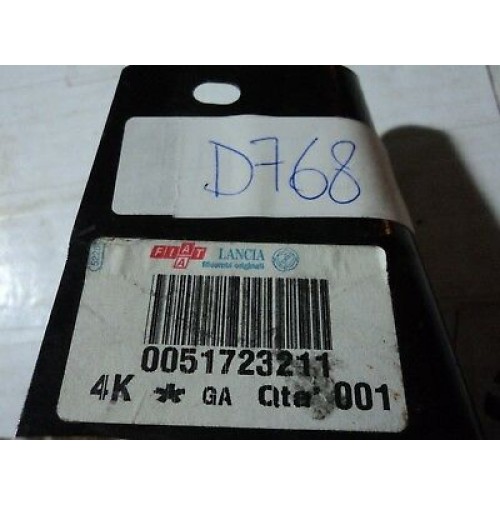 D768
FIAT LANCIA
Ricambi originali
0051723211
4K * GA Qta' 001